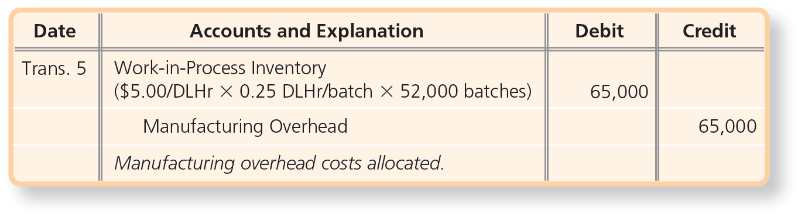 Date Accounts and Explanation Debit Credit
Trans. 5 Work-in-Process Inventory
($5.00/DLHr × 0.25 DLHr/batch × 52,000 batches) 65,000
Manufacturing Overhead 65,000
Manufacturing overhead costs allocated.